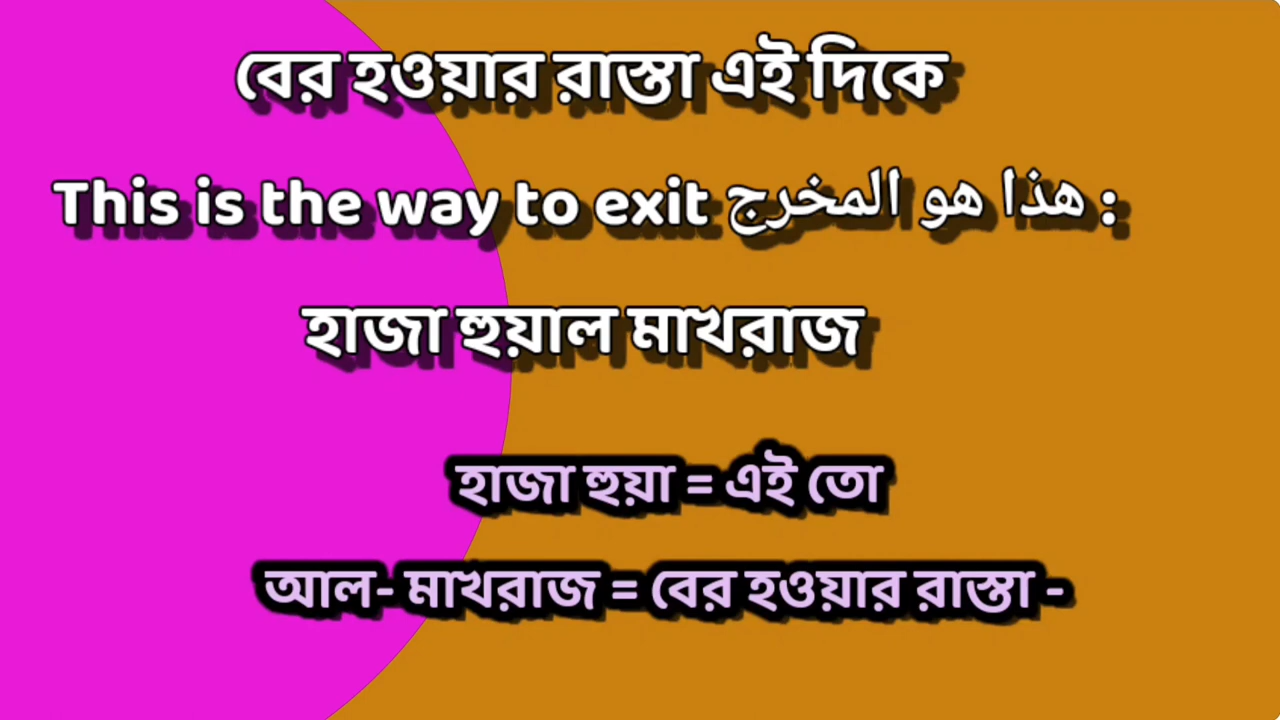 বের হওয়ার রাস্তা এই দিকে
This is the way to exit هذا هو المخرج :
হাজা হুয়াল মাখরাজ
হাজা হুয়া = এই তো
আল- মাখরাজ = বের হওয়ার রাস্তা -